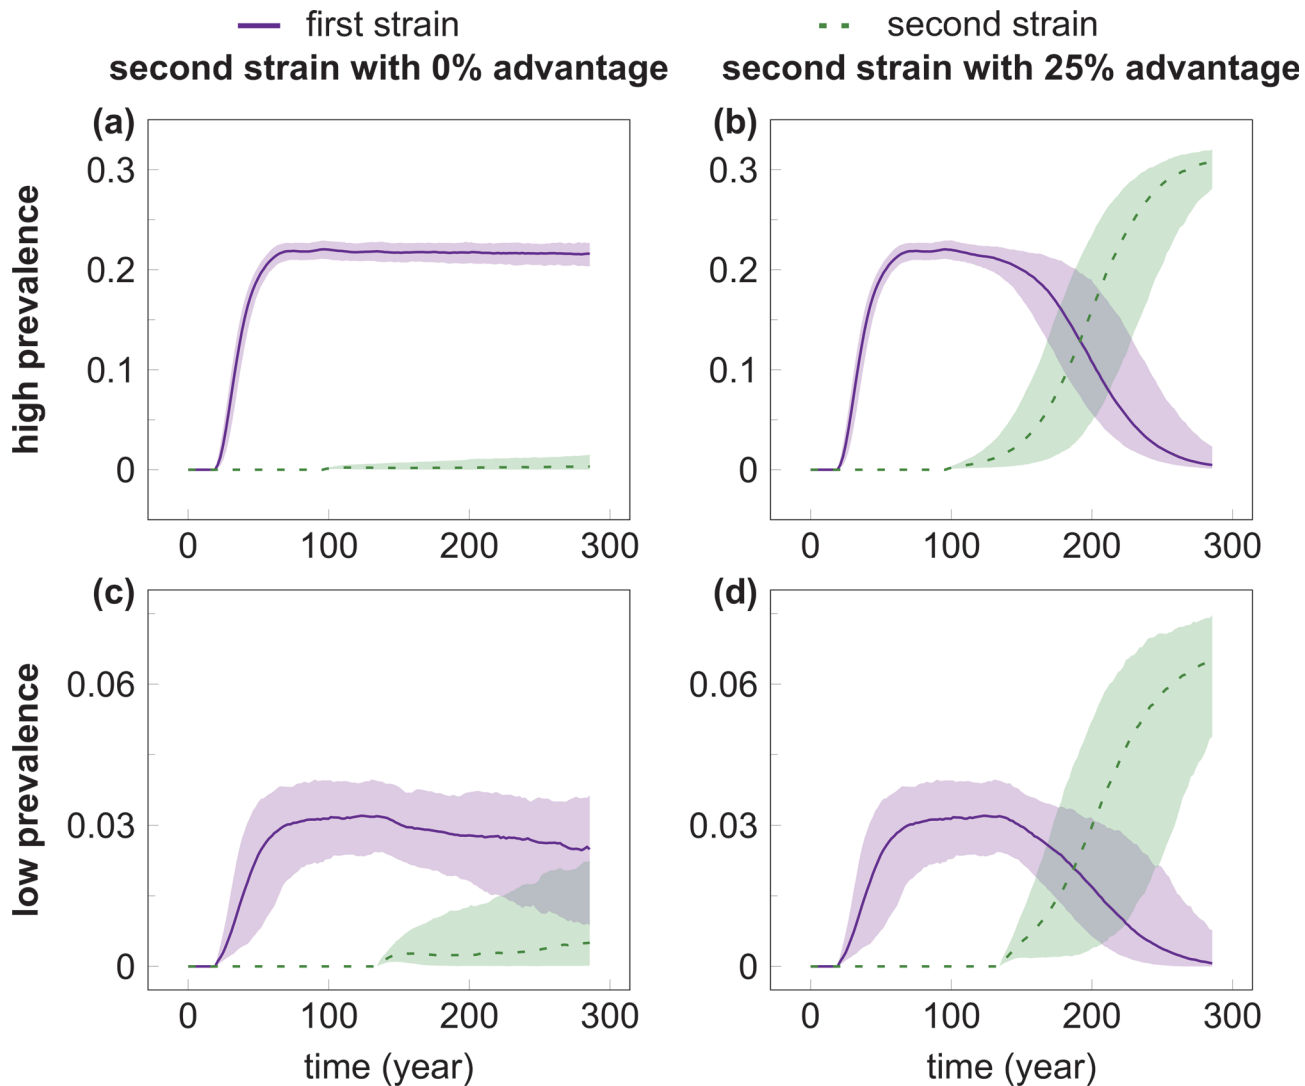 first strain
second strain
second strain with 0% advantage
second strain with 25% advantage
(a)
(b)
high prevalence
0.3
0.2
0.1
0
0 100 200 300
0.3
0.2
0.1
0
0 100 200 300
(c)
(d)
low prevalence
0.06
0.03
0
0 100 200 300
time (year)
0.06
0.03
0
0 100 200 300
time (year)